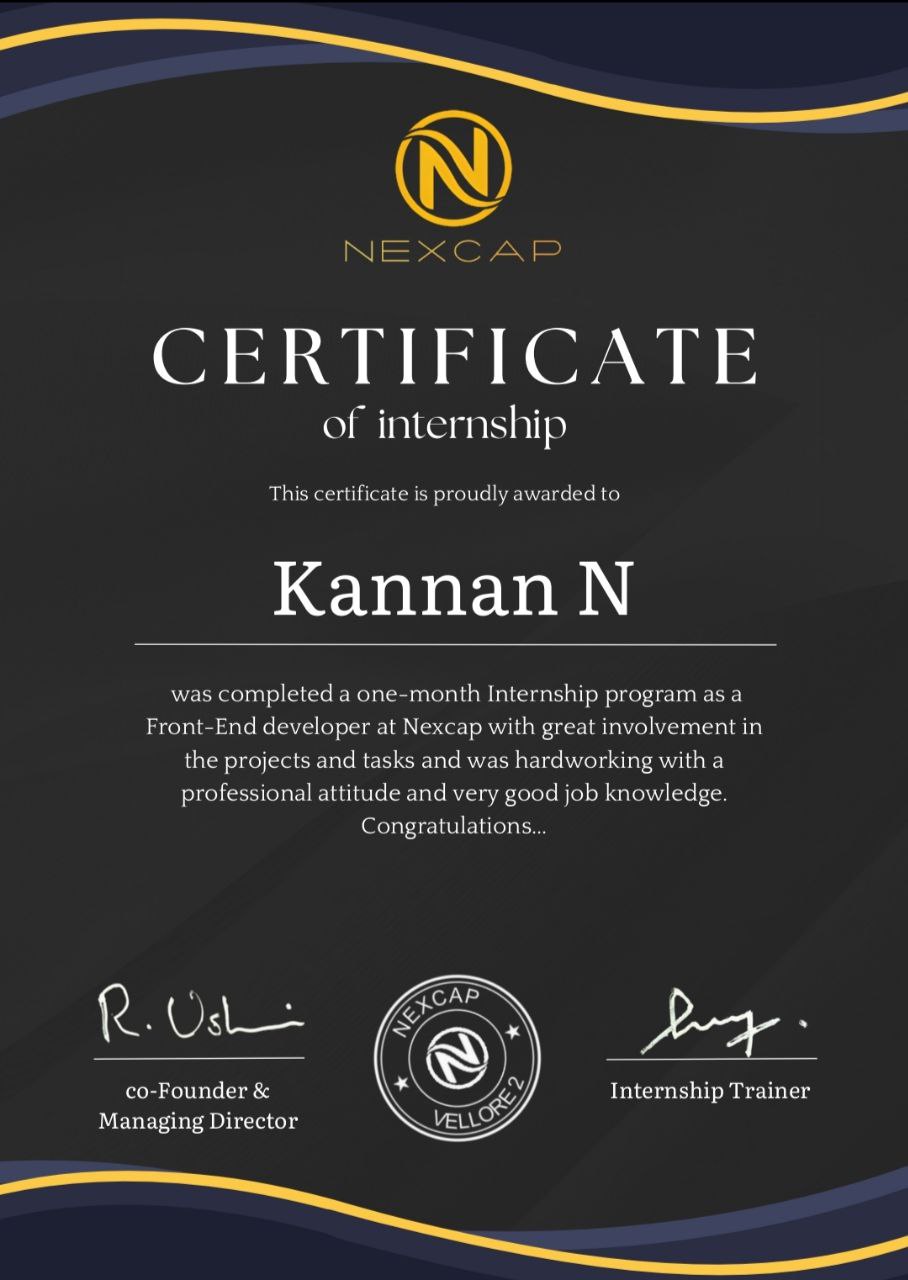 NEXCAP
CERTIFICATE
of internship
This certificate is proudly awarded to
Kannan N
was completed a one-month Internship program as a
Front-End developer at Nexcap with great involvement in
the projects and tasks and was hardworking with a
professional attitude and very good job knowledge.
Congratulations...
R. Ushi
co-Founder &
Managing Director
NEXCAP
VELLORE 2
Internship Trainer